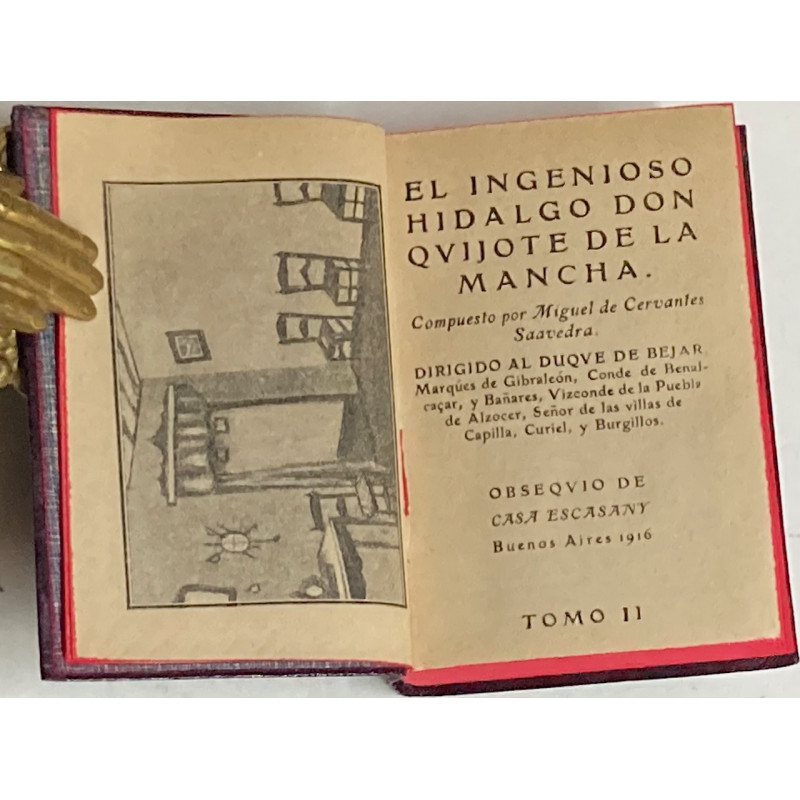 EL INGENIOSO
HIDALGO DON
QVIJOTE DE LA
MANCHA.
Compuesto por Miguel de Cervantes
Saavedra.
DIRIGIDO AL DUQVE DE BEJAR
Marqúes de Gibraleón, Conde de Benal-
caçar, y Bañares, Vizconde de la Puebla
de Alzocer, Señor de las villas de
Capilla, Curiel, y Burgillos.
OBSEQVIO DE
CASA ESCASANY
Buenos Aires 1916
TOMO II